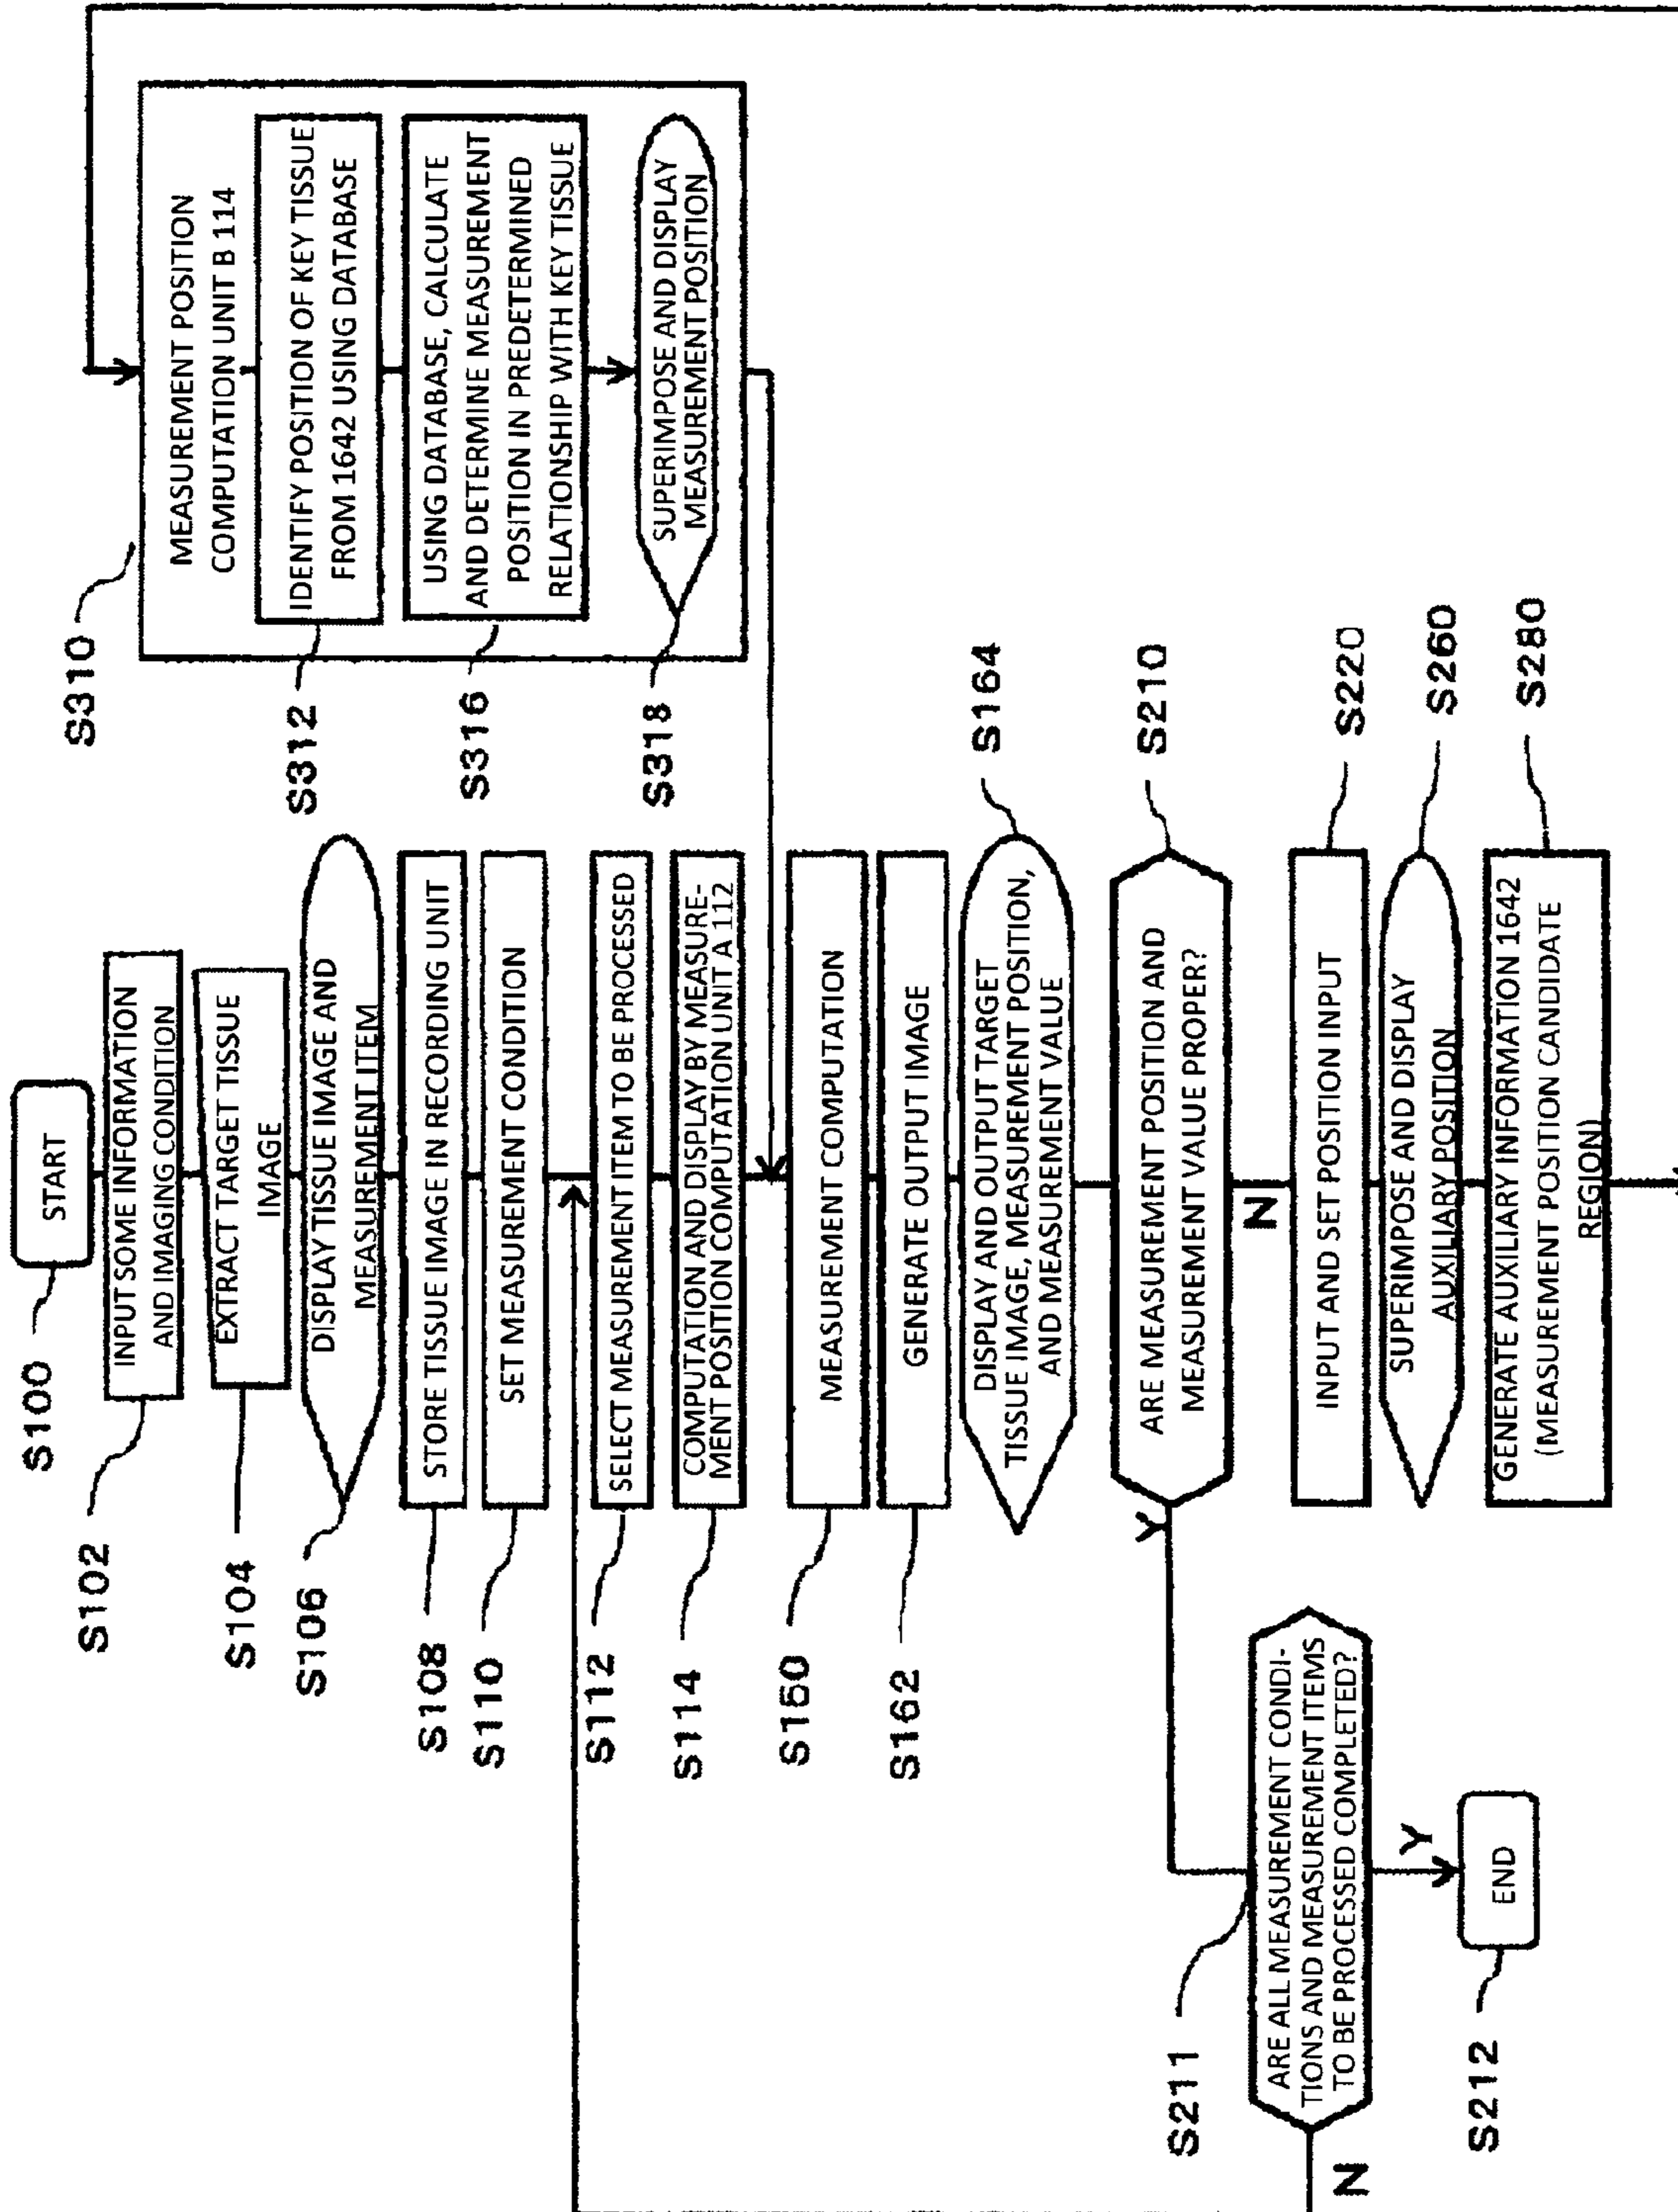 S100
START
S102
INPUT SOME INFORMATION
AND IMAGING CONDITION
S104
EXTRACT TARGET TISSUE
IMAGE
S106
DISPLAY TISSUE IMAGE AND
MEASUREMENT ITEM
S108
STORE TISSUE IMAGE IN RECORDING UNIT
S110
SET MEASUREMENT CONDITION
S112
SELECT MEASUREMENT ITEM TO BE PROCESSED
S114
COMPUTATION AND DISPLAY BY MEASURE-
MENT POSITION COMPUTATION UNIT A 112
S160
MEASUREMENT COMPUTATION
S162
GENERATE OUTPUT IMAGE
S164
DISPLAY AND OUTPUT TARGET
TISSUE IMAGE, MEASUREMENT POSITION,
AND MEASUREMENT VALUE
S210
ARE MEASUREMENT POSITION AND
MEASUREMENT VALUE PROPER?
Y
N
S211
ARE ALL MEASUREMENT CONDI-
TIONS AND MEASUREMENT ITEMS
TO BE PROCESSED COMPLETED?
N
Y
S212
END
S220
INPUT AND SET POSITION INPUT
S260
SUPERIMPOSE AND DISPLAY
AUXILIARY POSITION
S280
GENERATE AUXILIARY INFORMATION 1642
(MEASUREMENT POSITION CANDIDATE
REGION)
S310
MEASUREMENT POSITION
COMPUTATION UNIT B 114
S312
IDENTIFY POSITION OF KEY TISSUE
FROM 1642 USING DATABASE
S316
USING DATABASE, CALCULATE
AND DETERMINE MEASUREMENT
POSITION IN PREDETERMINED
RELATIONSHIP WITH KEY TISSUE
S318
SUPERIMPOSE AND DISPLAY
MEASUREMENT POSITION